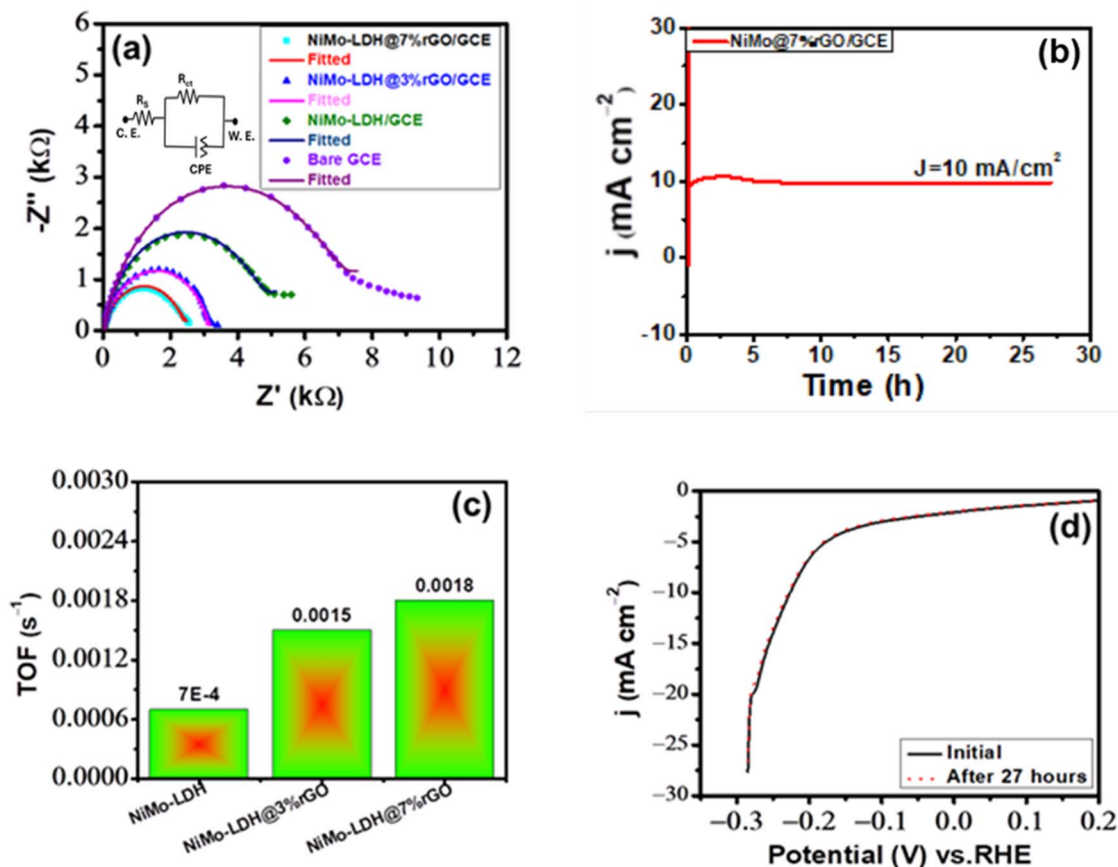 (a)
6
5
4
3
2
1
0
-Z'' (kΩ)
NiMo-LDH@7%rGO/GCE
Fitted
NiMo-LDH@3%rGO/GCE
Fitted
NiMo-LDH/GCE
Fitted
Bare GCE
Fitted
Rct
Rs
C. E.
W. E.
CPE
0 2 4 6 8 10 12
Z' (kΩ)
(b)
30
20
10
0
-10
j (mA cm−2)
NiMo@7%rGO/GCE
J=10 mA/cm2
0 5 10 15 20 25 30
Time (h)
(c)
0.0030
0.0024
0.0018
0.0012
0.0006
0.0000
TOF (s−1)
7E-4
0.0015
0.0018
NiMo-LDH
NiMo-LDH@3%rGO
NiMo-LDH@7%rGO
(d)
0
−5
−10
−15
−20
−25
−30
j (mA cm−2)
Initial
After 27 hours
−0.3 −0.2 −0.1 0.0 0.1 0.2
Potential (V) vs.RHE